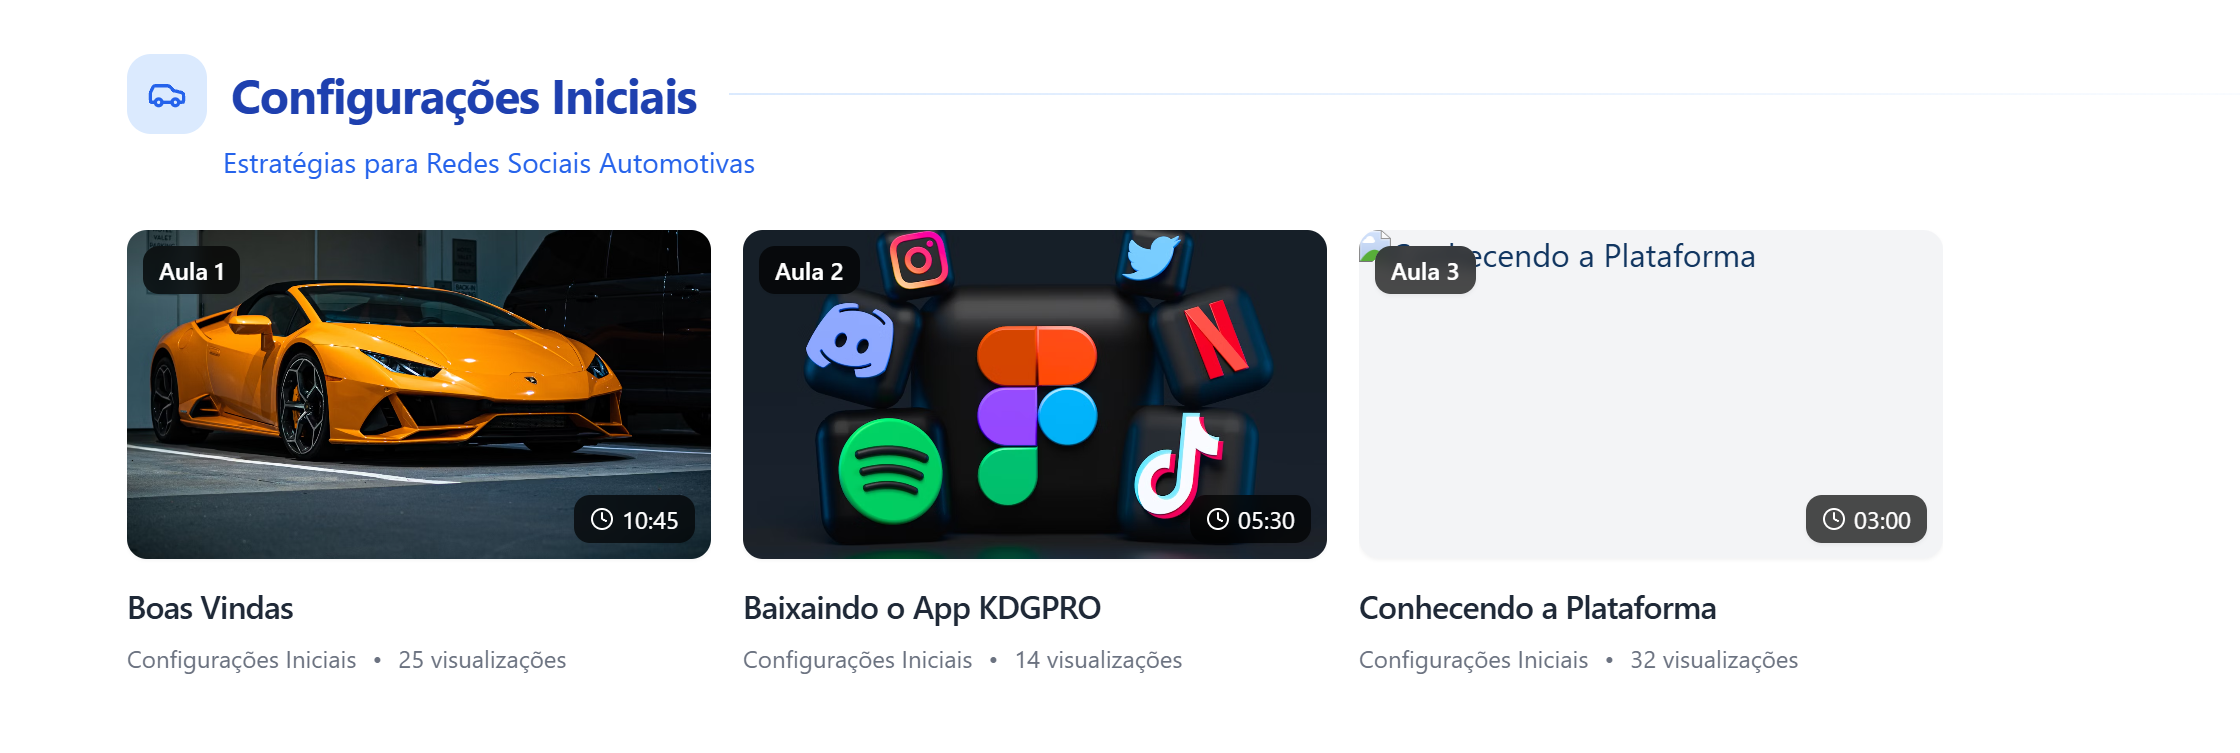 Configurações Iniciais
Estratégias para Redes Sociais Automotivas
Aula 1
10:45
Aula 2
05:30
ecendo a Plataforma
Aula 3
03:00
Boas Vindas
Configurações Iniciais • 25 visualizações
Baixaindo o App KDGPRO
Configurações Iniciais • 14 visualizações
Conhecendo a Plataforma
Configurações Iniciais • 32 visualizações